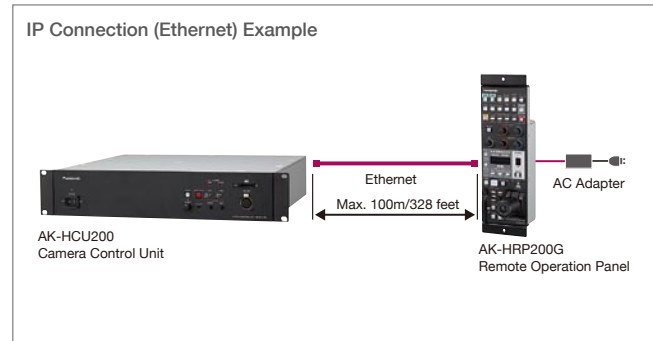 IP Connection (Ethernet) Example
Ethernet
Max. 100m/328 feet
AC Adapter
AK-HCU200
Camera Control Unit
AK-HRP200G
Remote Operation Panel
Panasonic